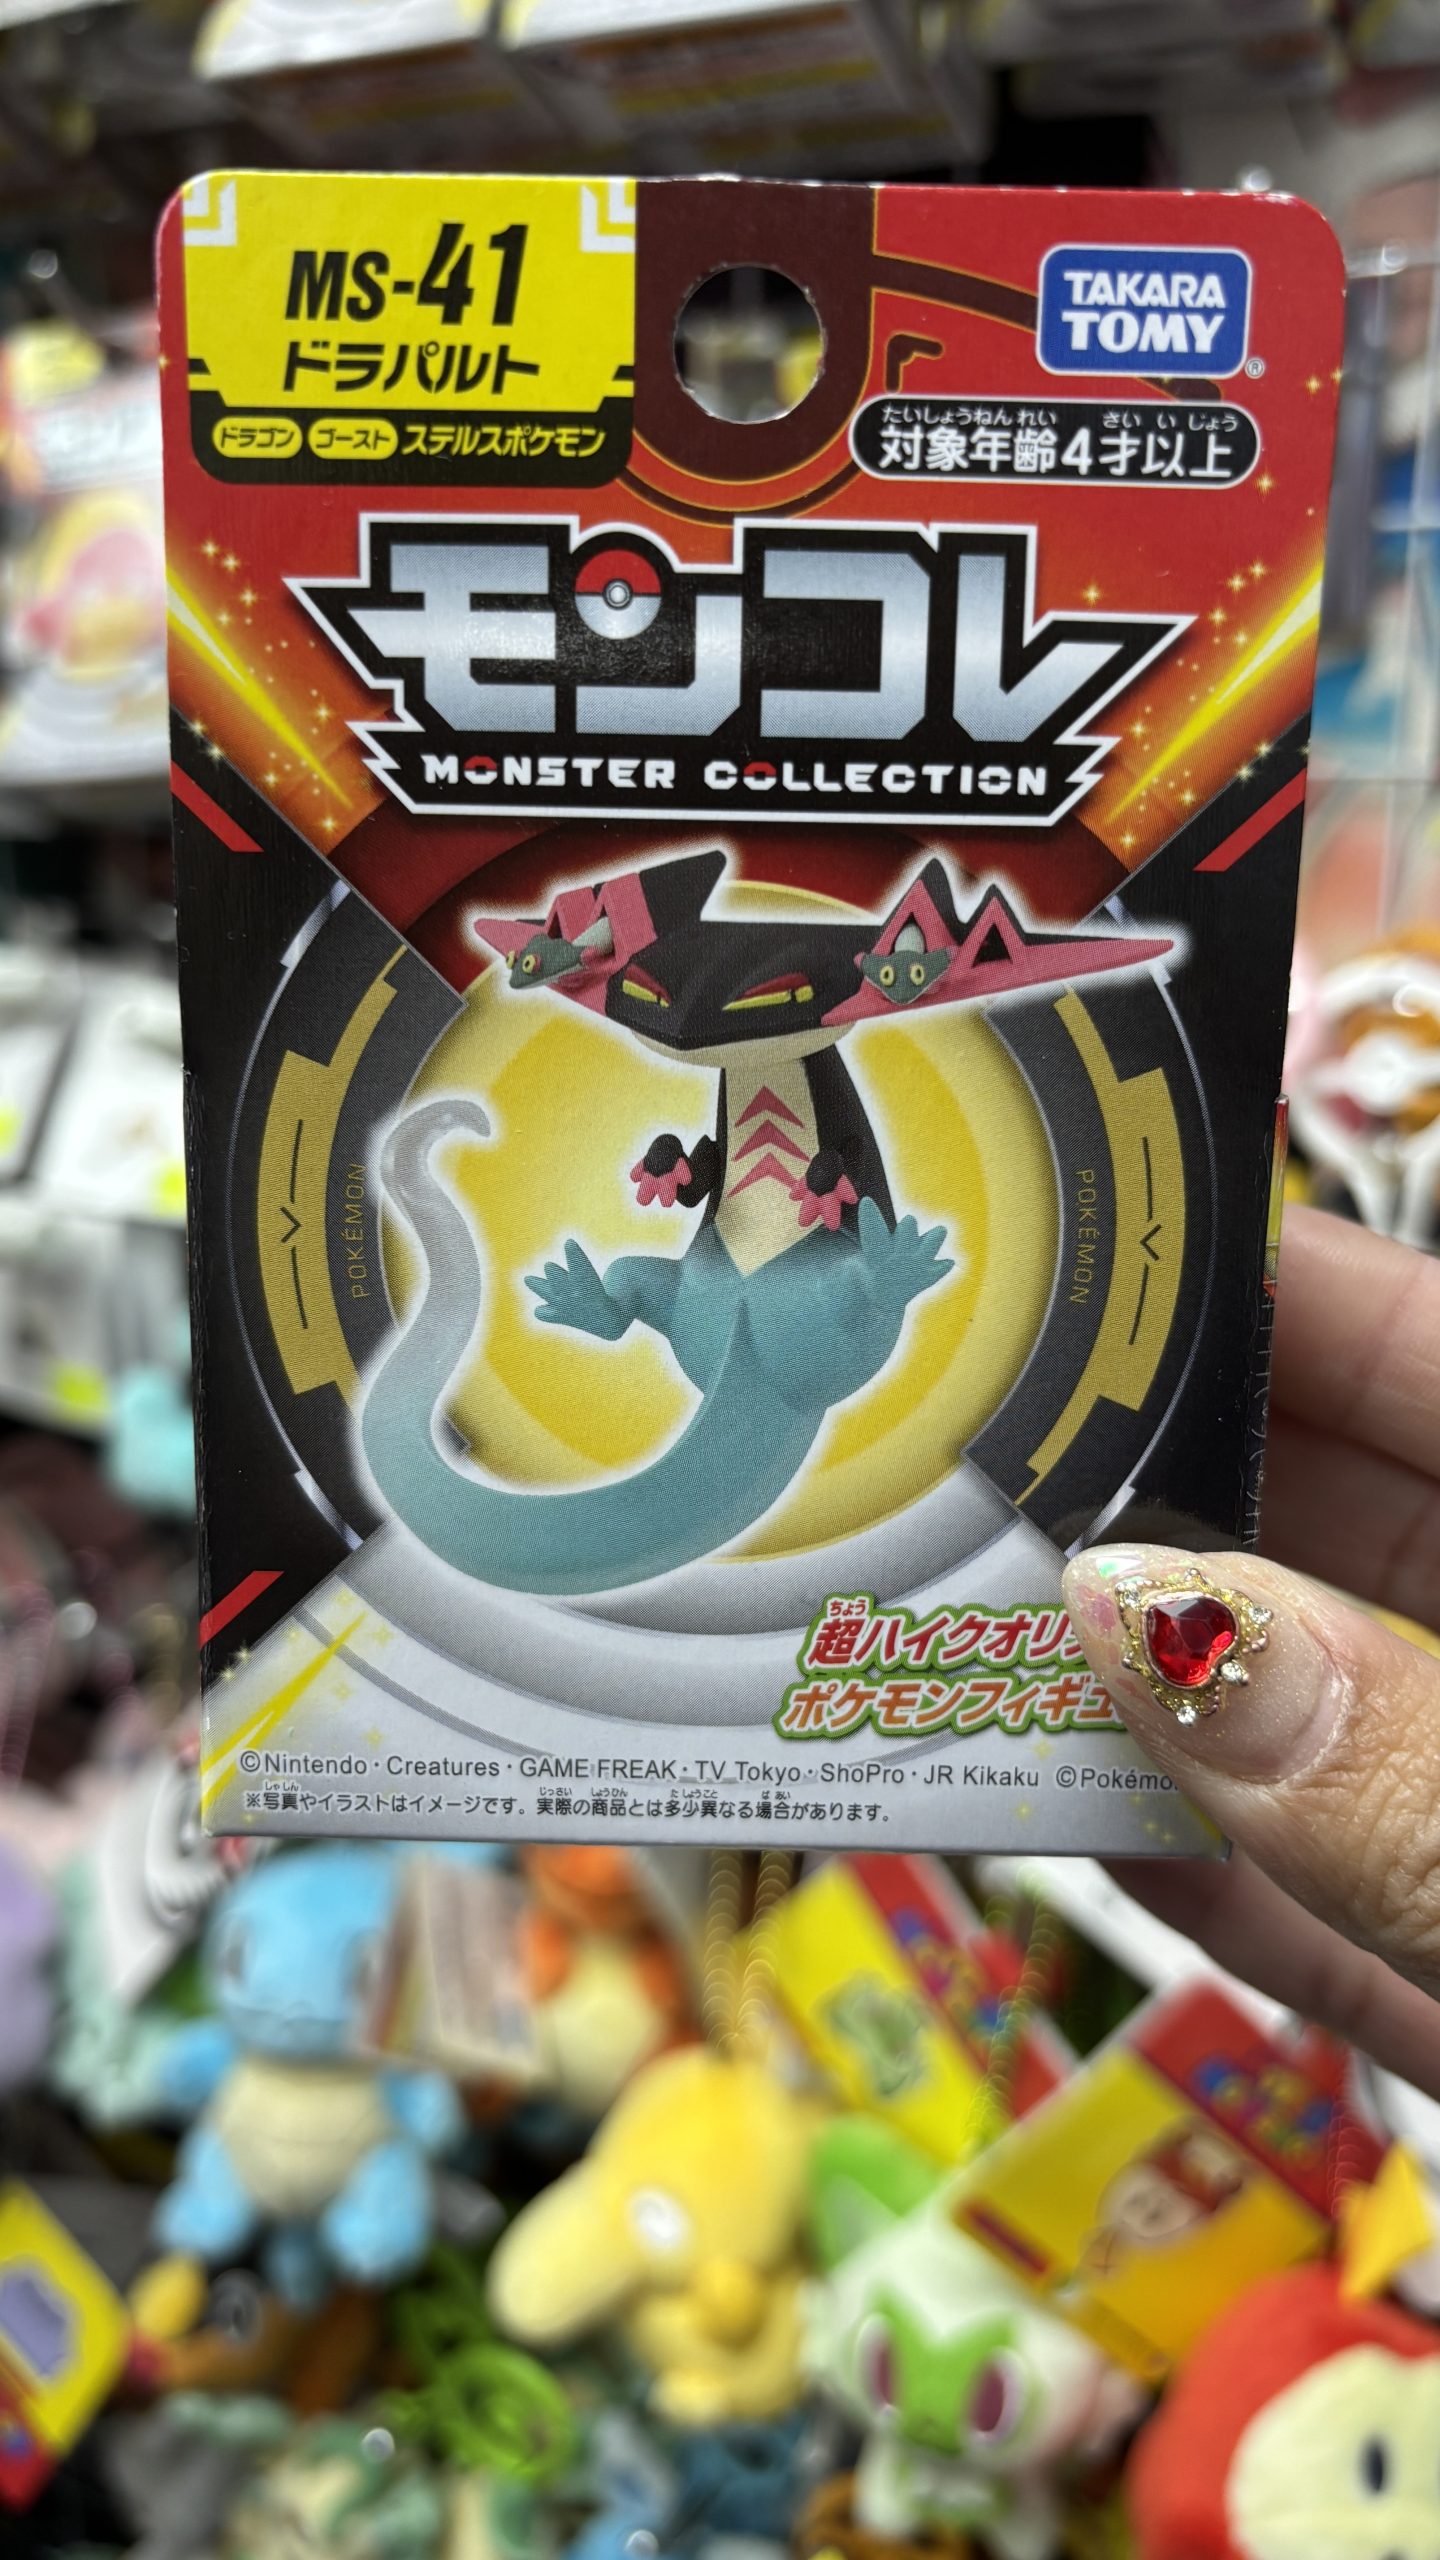 MS-41
ドラパルト
ドラゴン ゴースト ステルスポケモン
TAKARA
TOMY
®
たいしょうねんれい さいいじょう
対象年齢4才以上
モンコレ
MONSTER COLLECTION
POKÉMON
POKÉMON
ちょう
超ハイクオリ
ポケモンフィギュ
©Nintendo・Creatures・GAME FREAK・TV Tokyo・ShoPro・JR Kikaku ©Pokémo
しゃしん じっさい しょうひん たしょうこと ばあい
※写真やイラストはイメージです。実際の商品とは多少異なる場合があります。